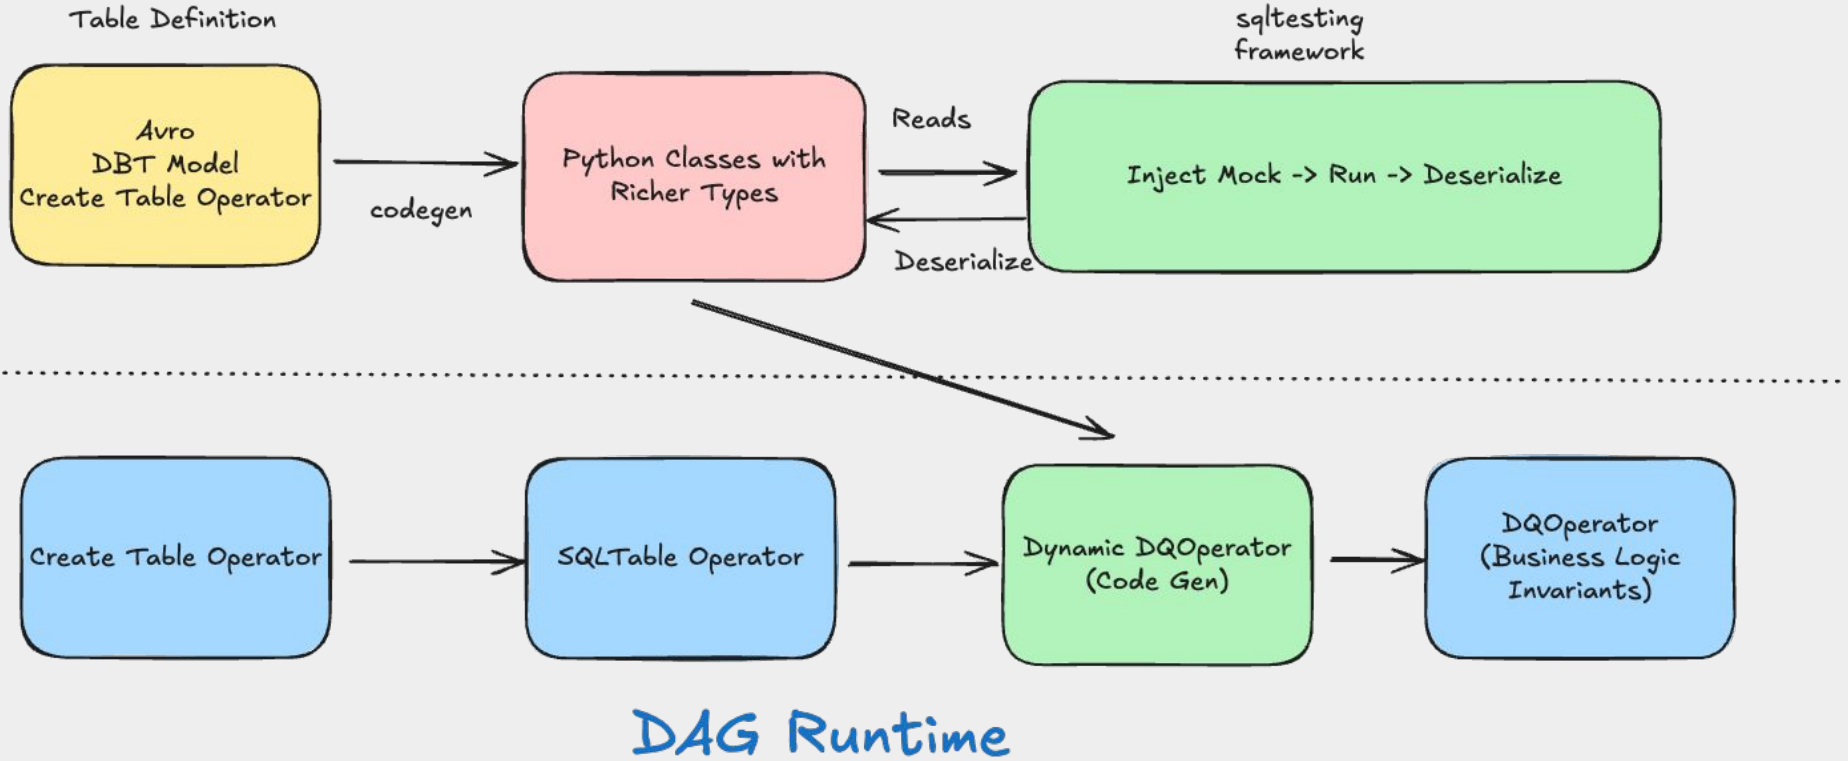 Table Definition
sqltesting
framework
Avro
DBT Model
Create Table Operator
codegen
Python Classes with
Richer Types
Reads
Deserialize
Inject Mock -> Run -> Deserialize
Create Table Operator
SQLTable Operator
Dynamic DQOperator
(Code Gen)
DQOperator
(Business Logic
Invariants)
DAG Runtime